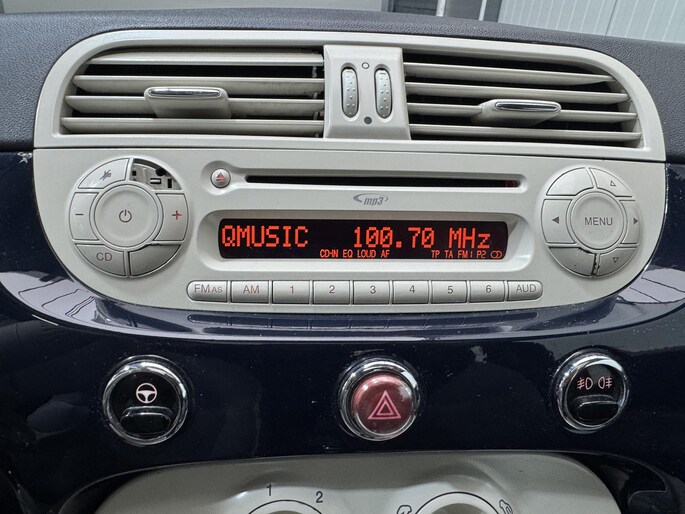 mp3
CD
MENU
QMUSIC 100.70 MHz
CD-IN EQ LOUD AF TP TA FM1 P2
FM AS AM 1 2 3 4 5 6 AUD
1 2